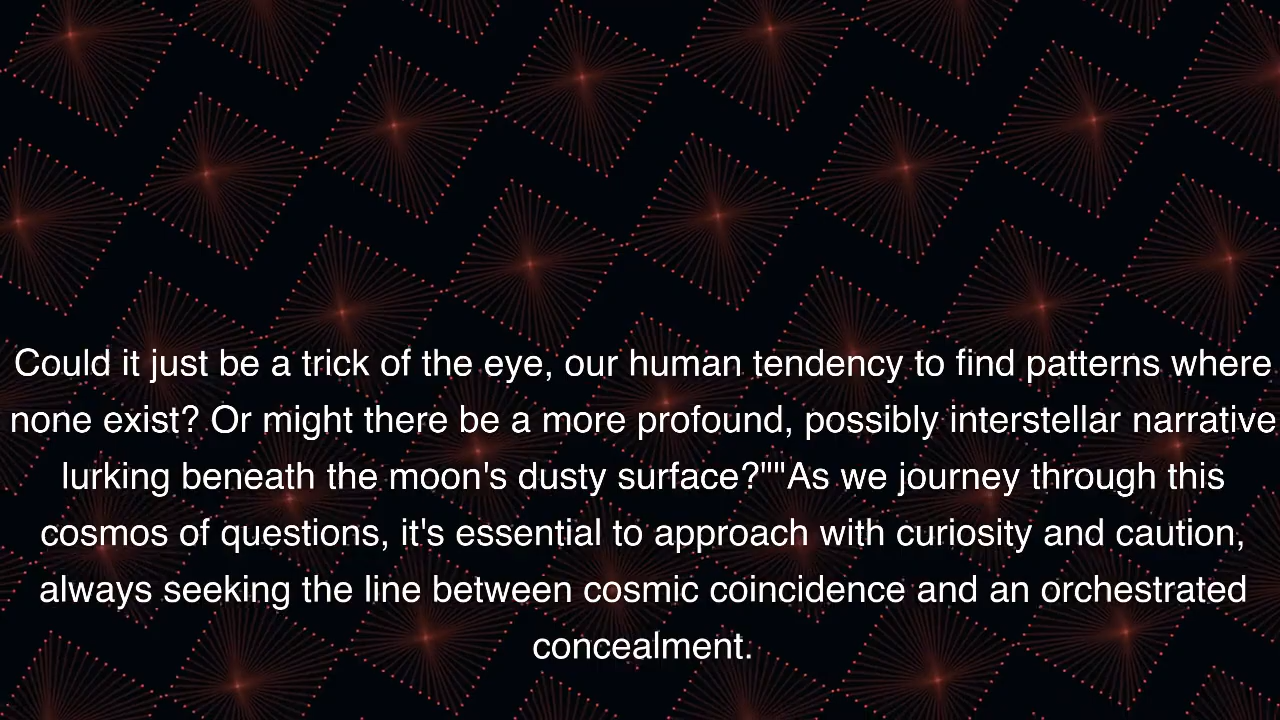 Could it just be a trick of the eye, our human tendency to find patterns where
none exist? Or might there be a more profound, possibly interstellar narrative
lurking beneath the moon's dusty surface?""As we journey through this
cosmos of questions, it's essential to approach with curiosity and caution,
always seeking the line between cosmic coincidence and an orchestrated
concealment.